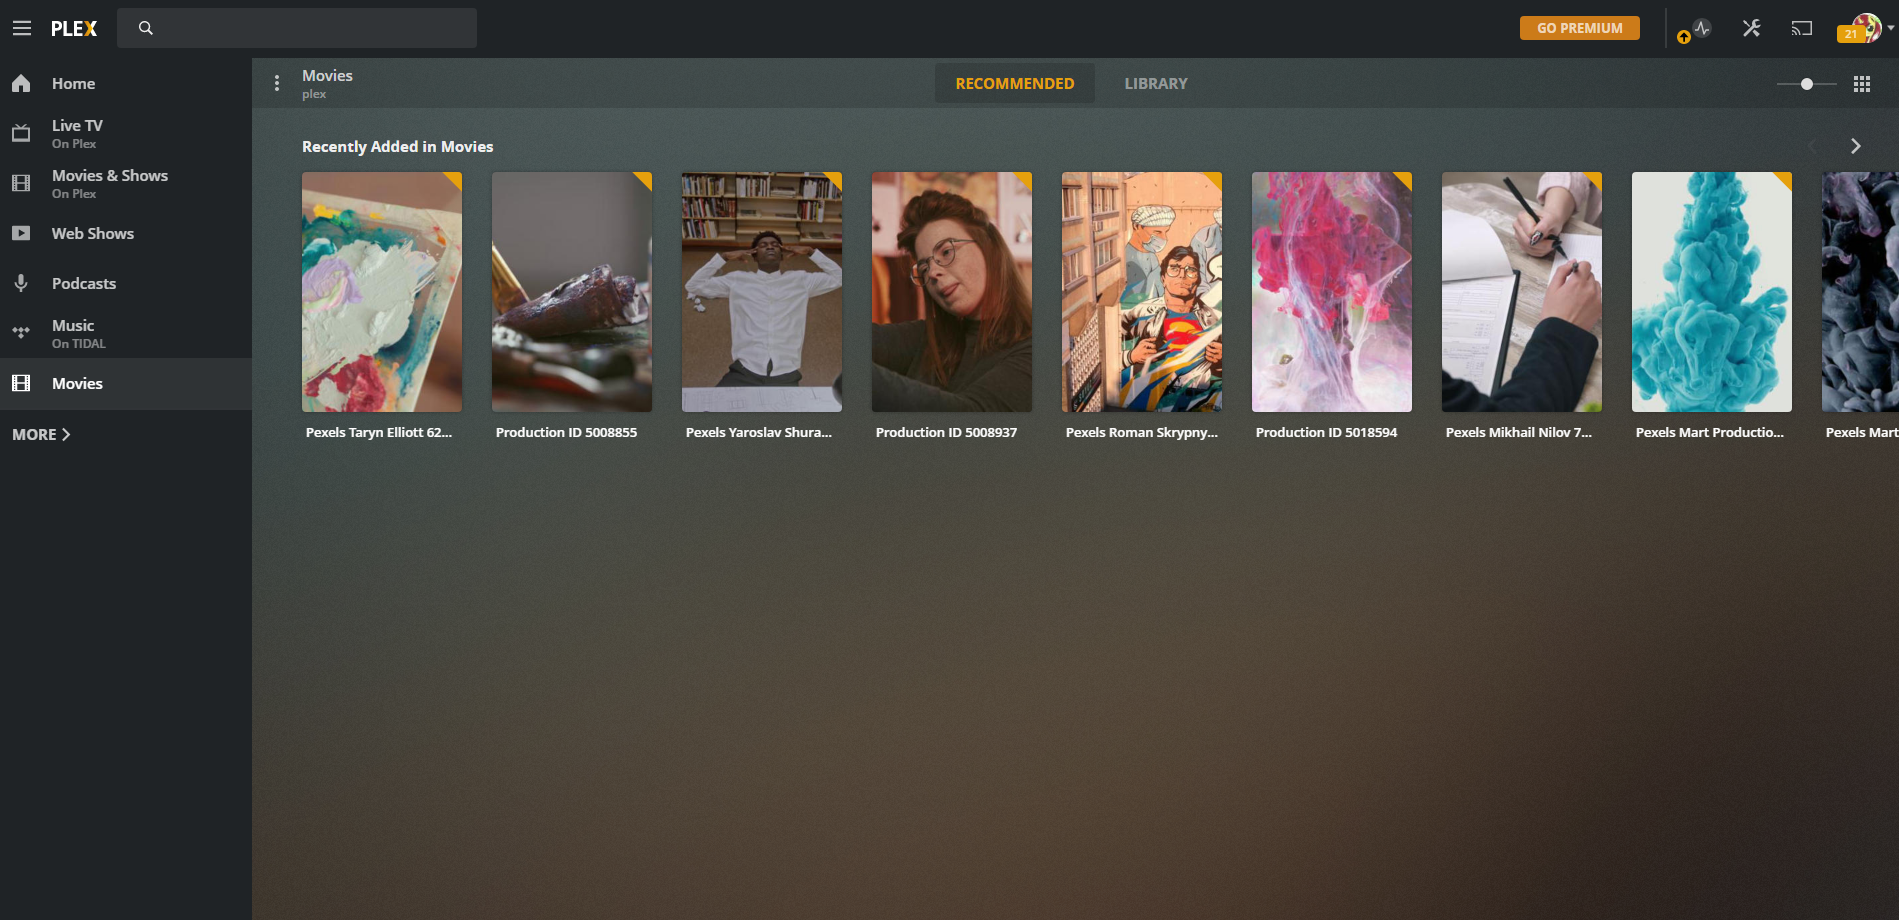 PLEX
GO PREMIUM
21
Home
Live TV
On Plex
Movies & Shows
On Plex
Web Shows
Podcasts
Music
On TIDAL
Movies
MORE
Movies
plex
RECOMMENDED
LIBRARY
Recently Added in Movies
Pexels Taryn Elliott 62...
Production ID 5008855
Pexels Yaroslav Shura...
Production ID 5008937
Pexels Roman Skrypny...
Production ID 5018594
Pexels Mikhail Nilov 7...
Pexels Mart Productio...
Pexels Mart